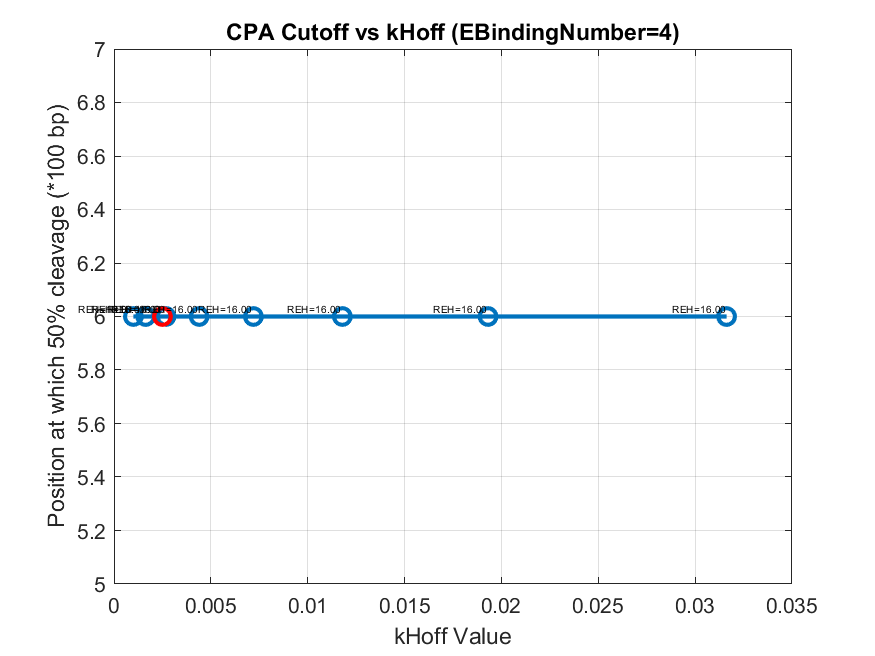 CPA Cutoff vs kHoff (EBindingNumber=4)
Position at which 50% cleavage (*100 bp)
7
6.8
6.6
6.4
6.2
6
5.8
5.6
5.4
5.2
5
REH=16.00
REH=16.00
REH=16.00
REH=16.00
0 0.005 0.01 0.015 0.02 0.025 0.03 0.035
kHoff Value